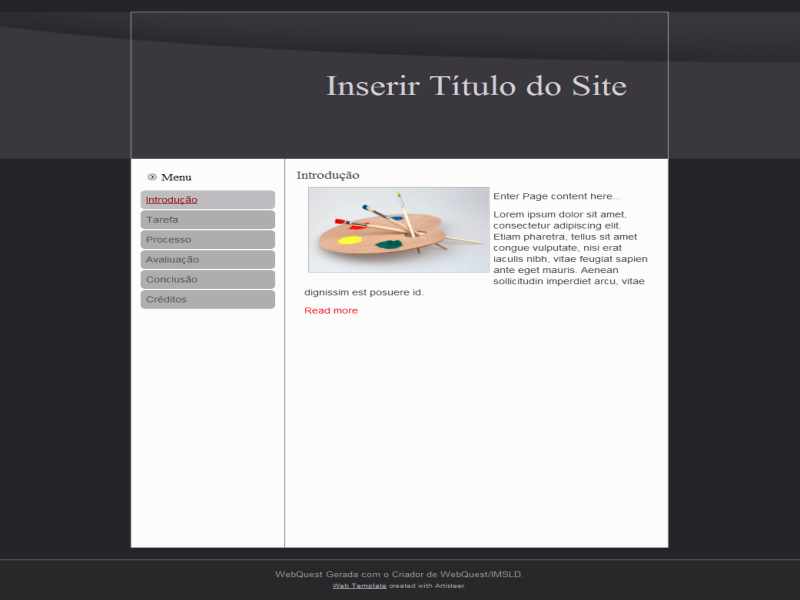 Inserir Título do Site
Menu
Introdução
Tarefa
Processo
Avaliuação
Conclusão
Créditos
Introdução
Enter Page content here...
Lorem ipsum dolor sit amet,
consectetur adipiscing elit.
Etiam pharetra, tellus sit amet
congue vulputate, nisi erat
iaculis nibh, vitae feugiat sapien
ante eget mauris. Aenean
sollicitudin imperdiet arcu, vitae
dignissim est posuere id.
Read more
WebQuest Gerada com o Criador de WebQuest/IMSLD.
Web Template created with Artisteer.